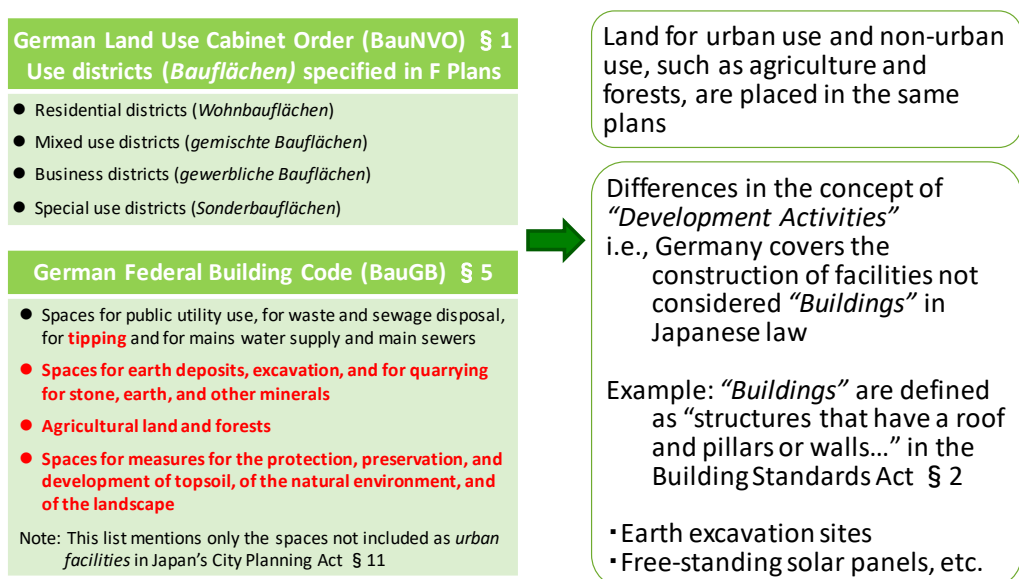 German Land Use Cabinet Order (BauNVO) § 1
Use districts (Bauflächen) specified in F Plans
● Residential districts (Wohnbauflächen)
● Mixed use districts (gemischte Bauflächen)
● Business districts (gewerbliche Bauflächen)
● Special use districts (Sonderbauflächen)
German Federal Building Code (BauGB) § 5
● Spaces for public utility use, for waste and sewage disposal,
for tipping and for mains water supply and main sewers
● Spaces for earth deposits, excavation, and for quarrying
for stone, earth, and other minerals
● Agricultural land and forests
● Spaces for measures for the protection, preservation, and
development of topsoil, of the natural environment, and
of the landscape
Note: This list mentions only the spaces not included as urban
facilities in Japan's City Planning Act § 11
Land for urban use and non-urban
use, such as agriculture and
forests, are placed in the same
plans
Differences in the concept of
“Development Activities”
i.e., Germany covers the
construction of facilities not
considered “Buildings” in
Japanese law
Example: “Buildings” are defined
as “structures that have a roof
and pillars or walls…” in the
Building Standards Act § 2
・Earth excavation sites
・Free-standing solar panels, etc.